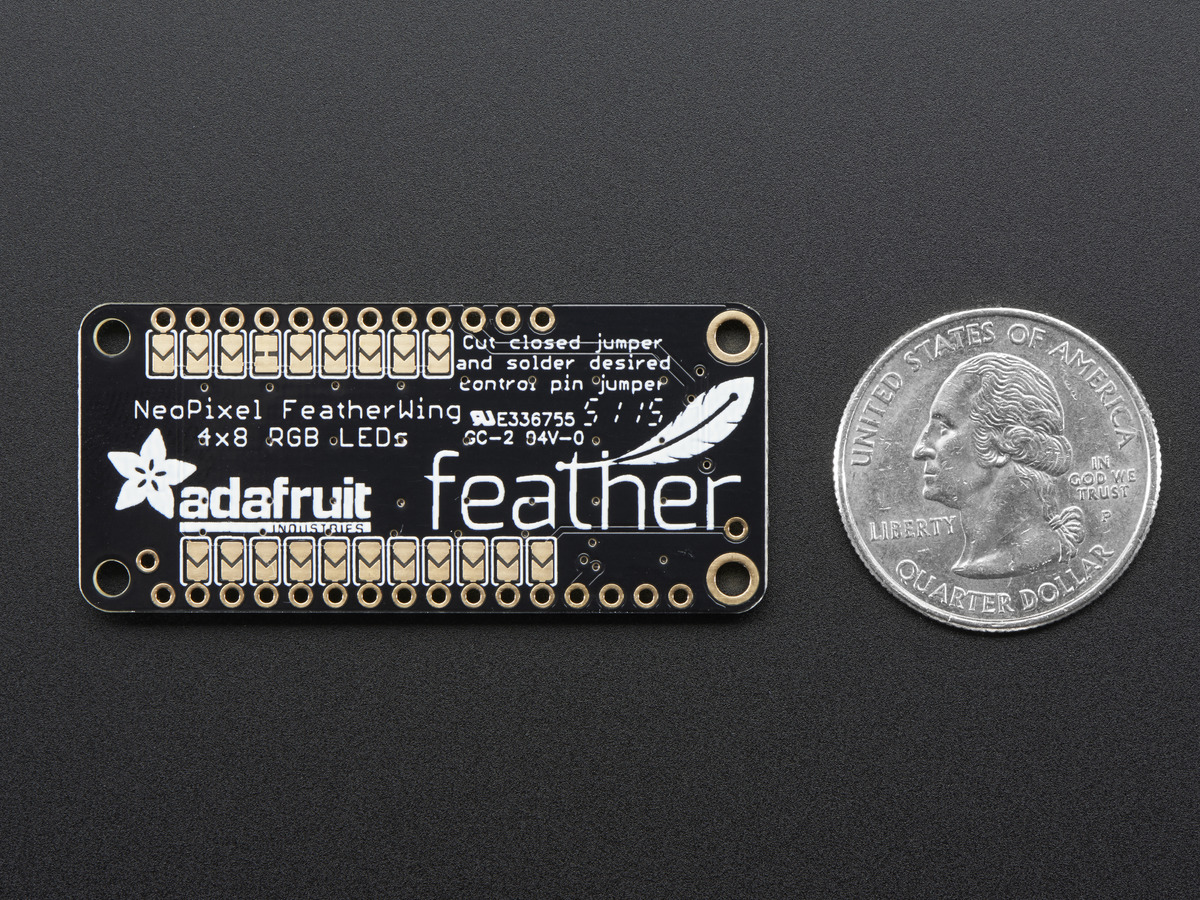 Cut closed jumper
and solder desired
control pin jumper
NeoPixel FeatherWing
4x8 RGB LEDs
E336755 5115
GC-2 94V-0
adafruit
INDUSTRIES
feather
UNITED STATES OF AMERICA
IN
GOD WE
TRUST
P
LIBERTY
QUARTER DOLLAR